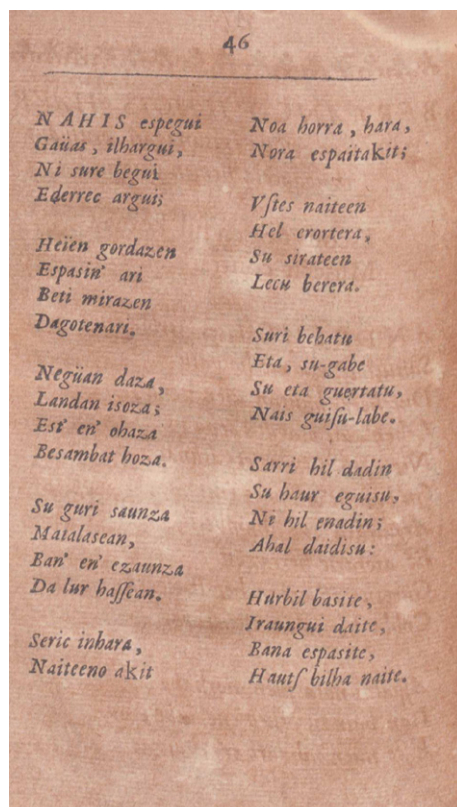 46
NAHIS espegui
Gaüas, ilhargui,
Ni sure begui
Ederrec argui;
Heïen gordazen
Espasin' ari
Beti mirazen
Dagotenari.
Negüan daza,
Landan isoza;
Est' en' ohaza
Besambat hoza.
Su guri saunza
Matalasean,
Ban' en' ezaunza
Da lur haſſean.
Seric inhara,
Naiteeno akit
Noa horra, hara,
Nora espaitakit;
Vſtes naiteen
Hel erortera,
Su sirateen
Lecu berera.
Suri behatu
Eta, su-gabe
Su eta guertatu,
Nais guiſu-labe.
Sarri hil dadin
Su haur eguisu,
Ni hil enadin;
Ahal daidisu:
Hurbil basite,
Iraungui daite,
Bana espasite,
Hautſ bilha naite.